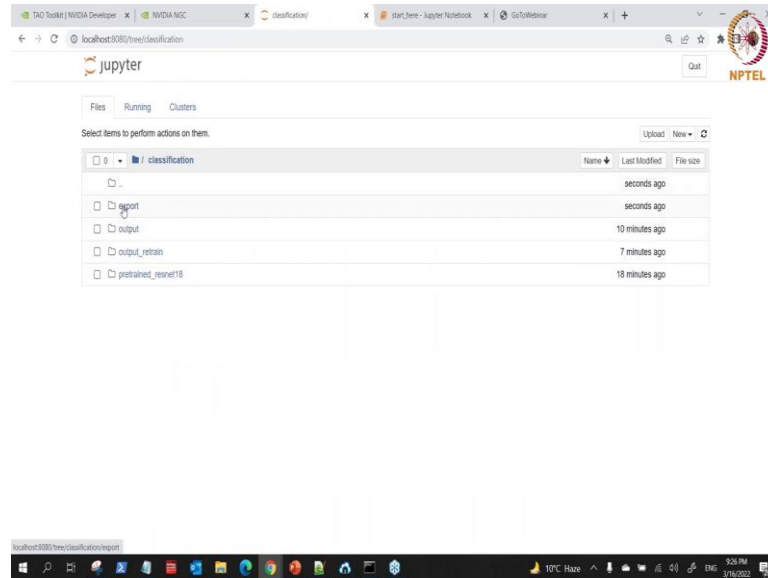 TAO Toolkit | NVIDIA Developer x NVIDIA NGC x classification/ x start_here - Jupyter Notebook x GoToWebinar x +
localhost:8080/tree/classification
jupyter Quit
NPTEL
Files Running Clusters
Select items to perform actions on them. Upload New
0 / classification Name Last Modified File size
.. seconds ago
export seconds ago
output 10 minutes ago
output_retrain 7 minutes ago
pretrained_resnet18 18 minutes ago
localhost:8080/tree/classification/export
10°C Haze ENG 9:26 PM
3/16/2022